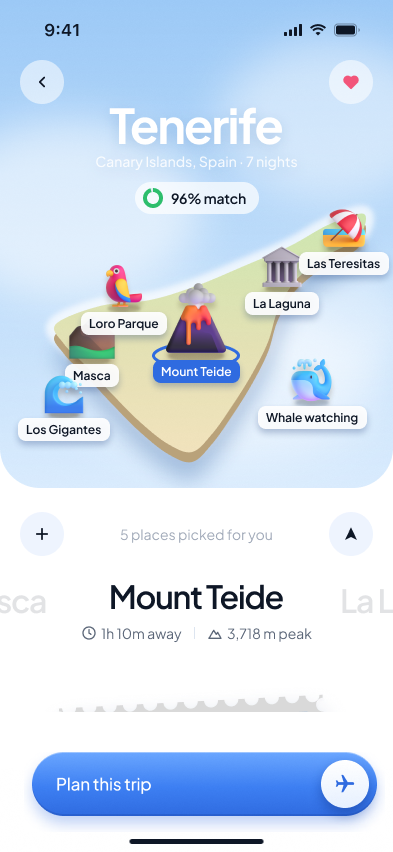 9:41
Tenerife
Canary Islands, Spain · 7 nights
96% match
Las Teresitas
La Laguna
Loro Parque
Mount Teide
Masca
Whale watching
Los Gigantes
5 places picked for you
sca
Mount Teide
La L
1h 10m away
3,718 m peak
Plan this trip